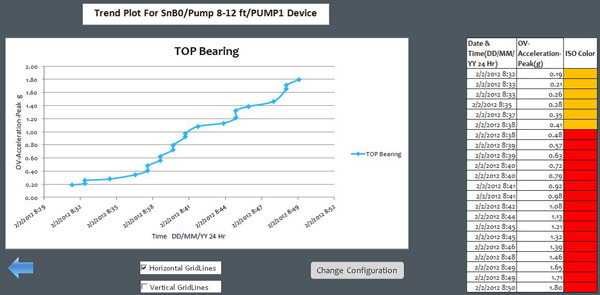 Trend Plot For SnB0/Pump 8-12 ft/PUMP1 Device
TOP Bearing
OV-Acceleration-Peak g
2.00
1.80
1.60
1.40
1.20
1.00
0.80
0.60
0.40
0.20
0.00
2/2/2012 8:29
2/2/2012 8:32
2/2/2012 8:35
2/2/2012 8:38
2/2/2012 8:41
2/2/2012 8:44
2/2/2012 8:47
2/2/2012 8:49
2/2/2012 8:52
Time DD/MM/YY 24 Hr
TOP Bearing
Horizontal GridLines
Vertical GridLines
Change Configuration
Date & Time(DD/MM/YY 24 Hr) OV-Acceleration-Peak(g) ISO Color
2/2/2012 8:32 0.19
2/2/2012 8:33 0.21
2/2/2012 8:33 0.26
2/2/2012 8:35 0.28
2/2/2012 8:37 0.35
2/2/2012 8:38 0.41
2/2/2012 8:38 0.48
2/2/2012 8:39 0.57
2/2/2012 8:39 0.63
2/2/2012 8:40 0.72
2/2/2012 8:40 0.79
2/2/2012 8:41 0.92
2/2/2012 8:41 0.98
2/2/2012 8:42 1.08
2/2/2012 8:44 1.13
2/2/2012 8:45 1.21
2/2/2012 8:45 1.32
2/2/2012 8:46 1.39
2/2/2012 8:48 1.46
2/2/2012 8:49 1.65
2/2/2012 8:49 1.71
2/2/2012 8:50 1.80